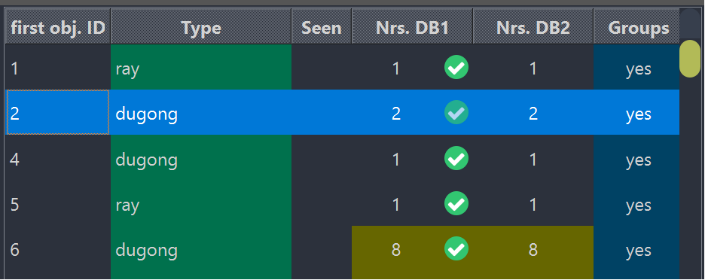 first obj. ID Type Seen Nrs. DB1 Nrs. DB2 Groups
1 ray 1 1 yes
2 dugong 2 2 yes
4 dugong 1 1 yes
5 ray 1 1 yes
6 dugong 8 8 yes